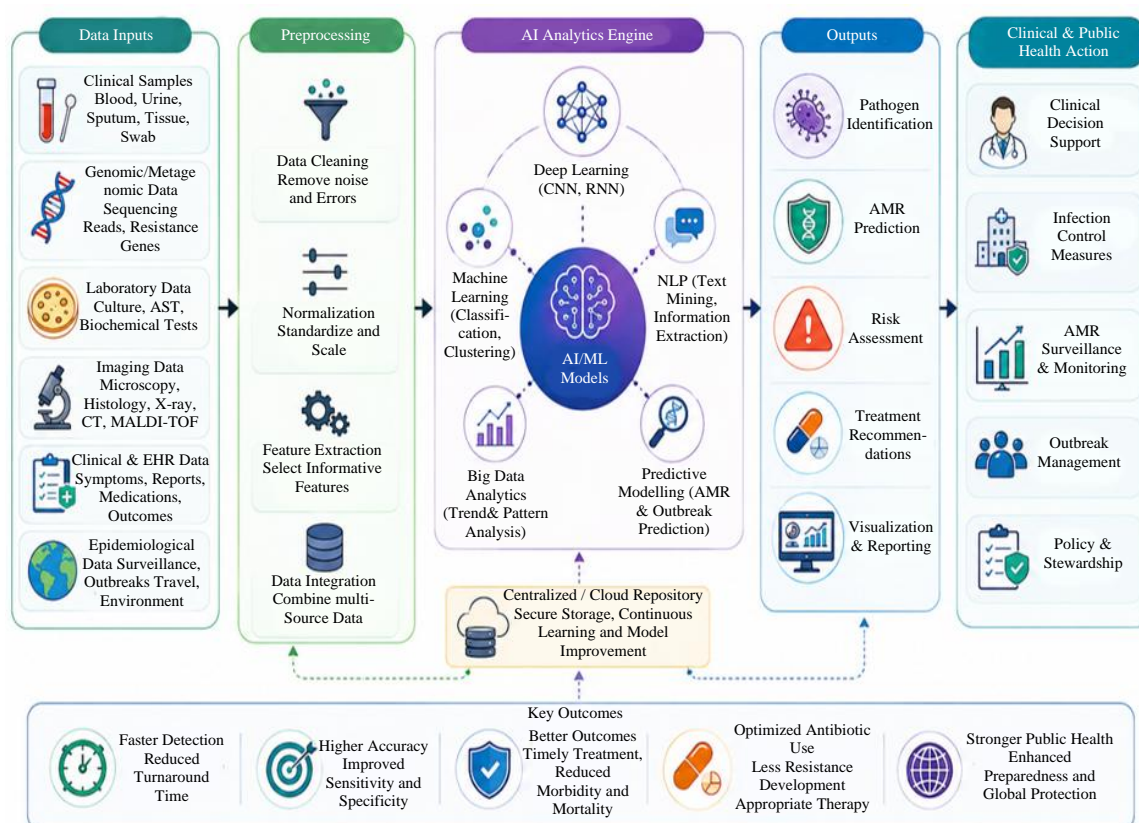 Data Inputs
Clinical Samples
Blood, Urine,
Sputum, Tissue,
Swab
Genomic/Metage
nomic Data
Sequencing
Reads, Resistance
Genes
Laboratory Data
Culture, AST,
Biochemical Tests
Imaging Data
Microscopy,
Histology, X-ray,
CT, MALDI-TOF
Clinical & EHR Data
Symptoms, Reports,
Medications,
Outcomes
Epidemiological
Data Surveillance,
Outbreaks Travel,
Environment
Preprocessing
Data Cleaning
Remove noise
and Errors
Normalization
Standardize and
Scale
Feature Extraction
Select Informative
Features
Data Integration
Combine multi-
Source Data
AI Analytics Engine
Deep Learning
(CNN, RNN)
Machine
Learning
(Classifi-
cation,
Clustering)
NLP (Text
Mining,
Information
Extraction)
AI/ML
Models
Big Data
Analytics
(Trend& Pattern
Analysis)
Predictive
Modelling (AMR
& Outbreak
Prediction)
Centralized / Cloud Repository
Secure Storage, Continuous
Learning and Model
Improvement
Outputs
Pathogen
Identification
AMR
Prediction
Risk
Assessment
Treatment
Recommen-
dations
Visualization
& Reporting
Clinical & Public
Health Action
Clinical
Decision
Support
Infection
Control
Measures
AMR
Surveillance
& Monitoring
Outbreak
Management
Policy &
Stewardship
Key Outcomes
Faster Detection
Reduced
Turnaround
Time
Higher Accuracy
Improved
Sensitivity and
Specificity
Better Outcomes
Timely Treatment,
Reduced
Morbidity and
Mortality
Optimized Antibiotic
Use
Less Resistance
Development
Appropriate Therapy
Stronger Public Health
Enhanced
Preparedness and
Global Protection